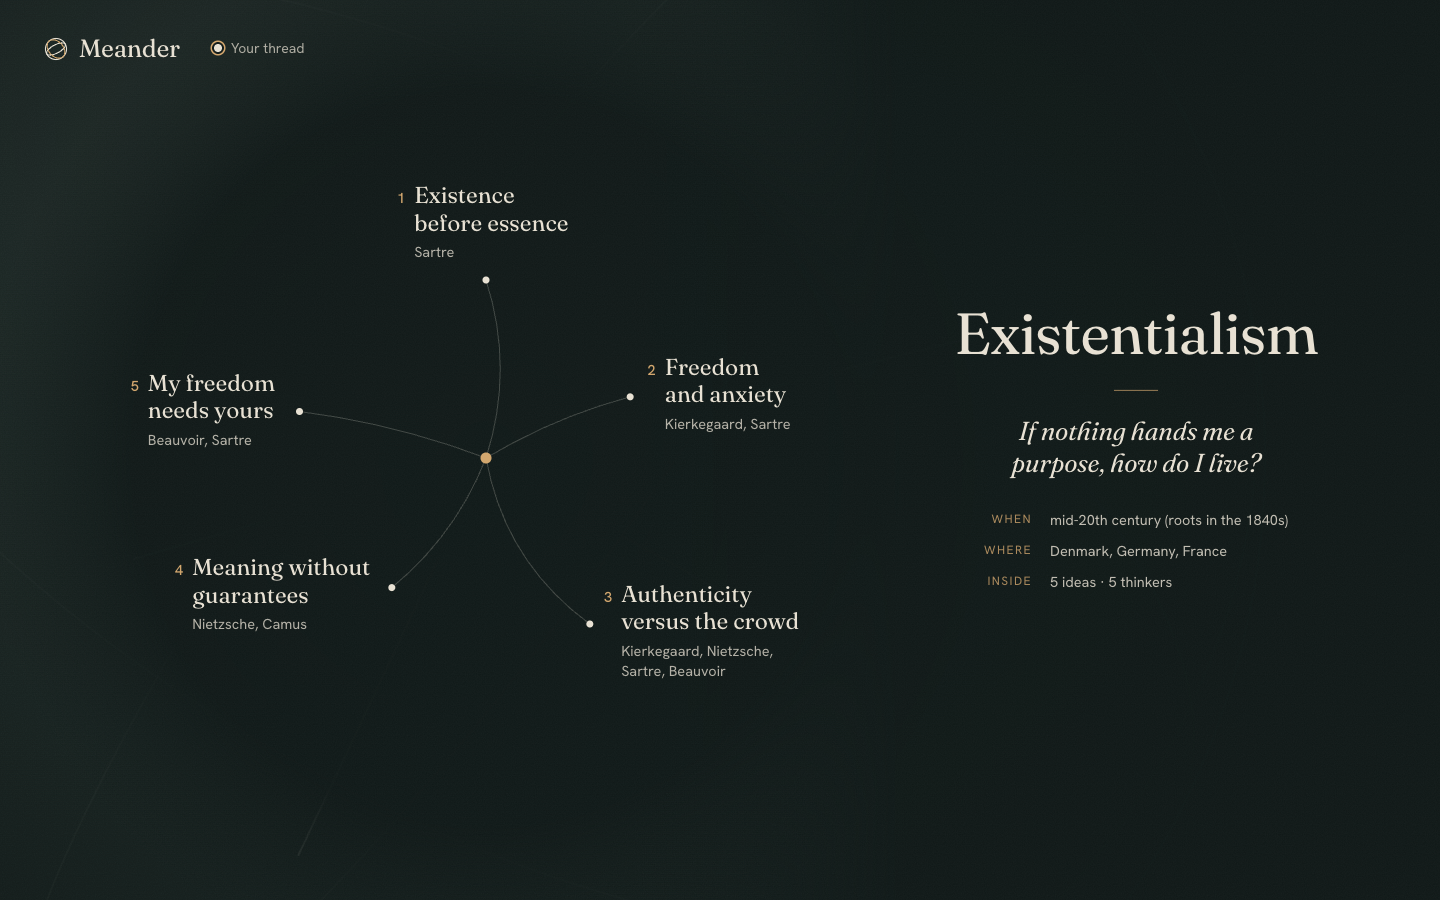 Meander
Your thread
1
Existence
before essence
Sartre
2
Freedom
and anxiety
Kierkegaard, Sartre
3
Authenticity
versus the crowd
Kierkegaard, Nietzsche,
Sartre, Beauvoir
4
Meaning without
guarantees
Nietzsche, Camus
5
My freedom
needs yours
Beauvoir, Sartre
Existentialism
If nothing hands me a
purpose, how do I live?
WHEN mid-20th century (roots in the 1840s)
WHERE Denmark, Germany, France
INSIDE 5 ideas · 5 thinkers